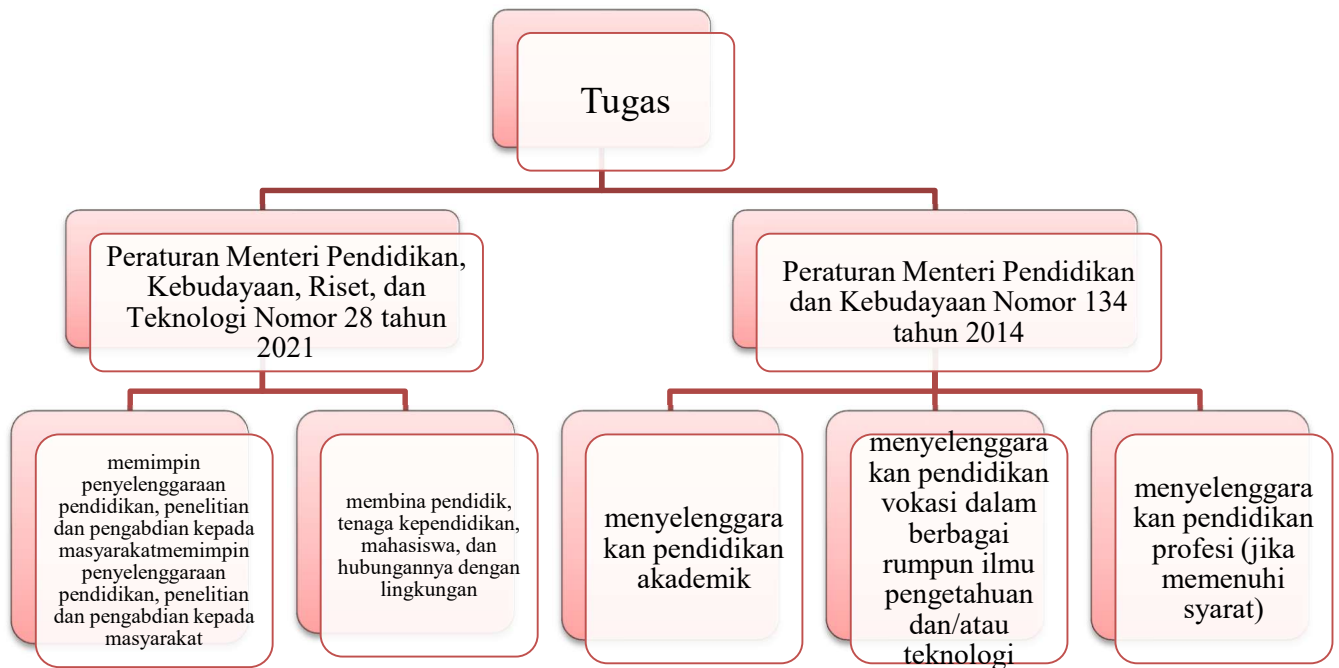 Tugas
Peraturan Menteri Pendidikan,
Kebudayaan, Riset, dan
Teknologi Nomor 28 tahun
2021
Peraturan Menteri Pendidikan
dan Kebudayaan Nomor 134
tahun 2014
memimpin
penyelenggaraan
pendidikan, penelitian
dan pengabdian kepada
masyarakatmemimpin
penyelenggaraan
pendidikan, penelitian
dan pengabdian kepada
masyarakat
membina pendidik,
tenaga kependidikan,
mahasiswa, dan
hubungannya dengan
lingkungan
menyelenggara
kan pendidikan
akademik
menyelenggara
kan pendidikan
vokasi dalam
berbagai
rumpun ilmu
pengetahuan
dan/atau
teknologi
menyelenggara
kan pendidikan
profesi (jika
memenuhi
syarat)